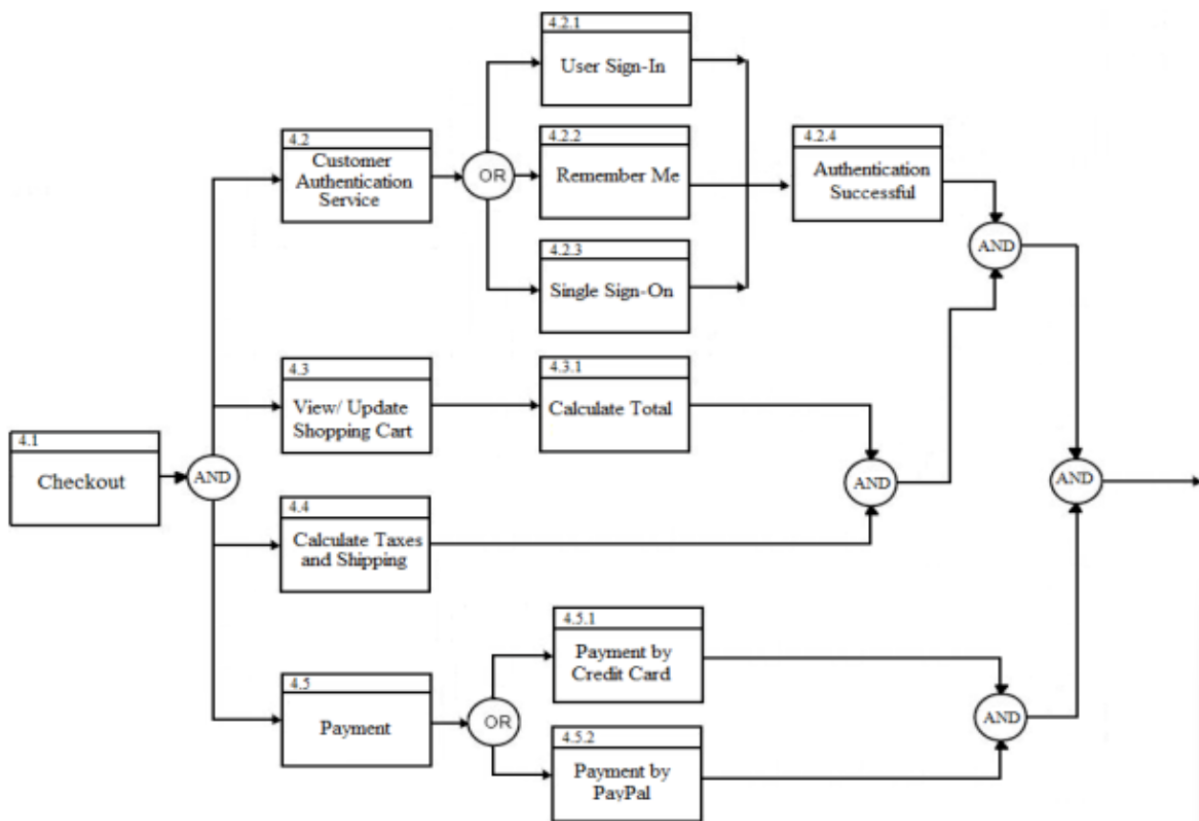 4.2.1
User Sign-In
4.2
Customer
Authentication
Service
OR
4.2.2
Remember Me
4.2.4
Authentication
Successful
AND
4.2.3
Single Sign-On
4.3
View/ Update
Shopping Cart
4.3.1
Calculate Total
4.1
Checkout
AND
AND
AND
4.4
Calculate Taxes
and Shipping
4.5.1
Payment by
Credit Card
4.5
Payment
OR
AND
4.5.2
Payment by
PayPal